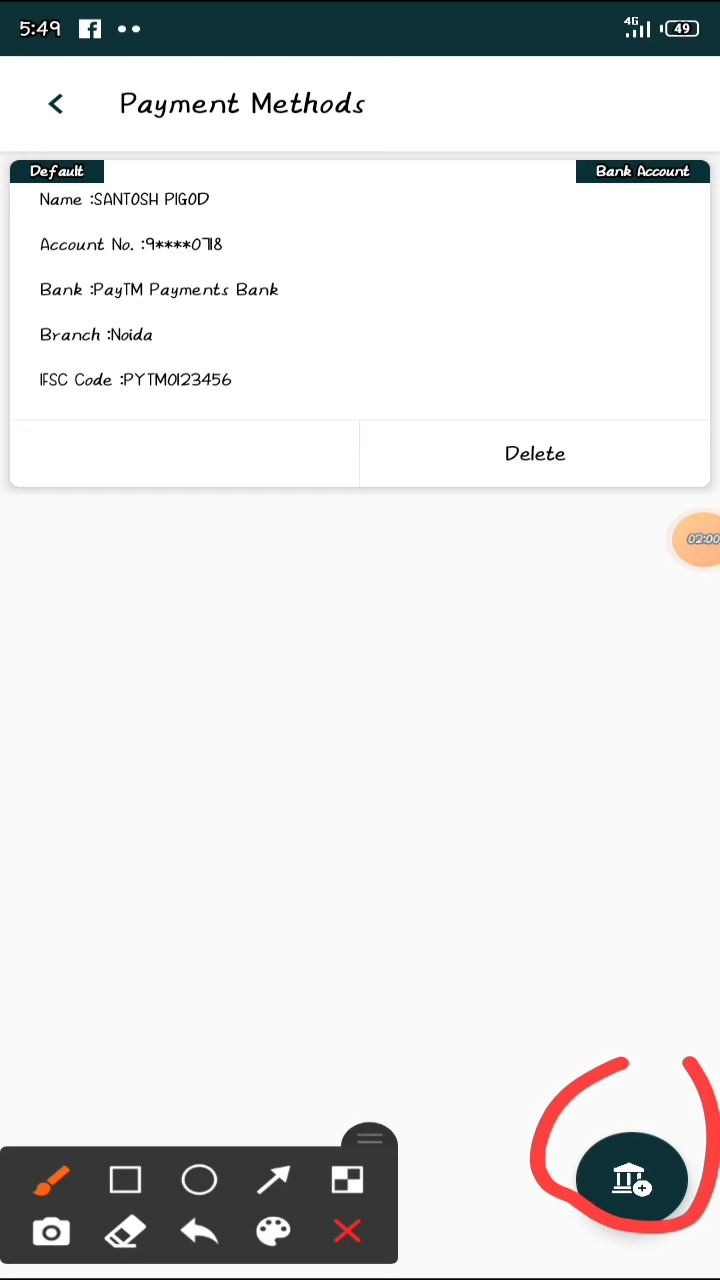 5:49
4G
49
Payment Methods
Default
Bank Account
Name :SANTOSH PIGOD
Account No. :9****0718
Bank :PayTM Payments Bank
Branch :Noida
IFSC Code :PYTM0123456
Delete
02:00